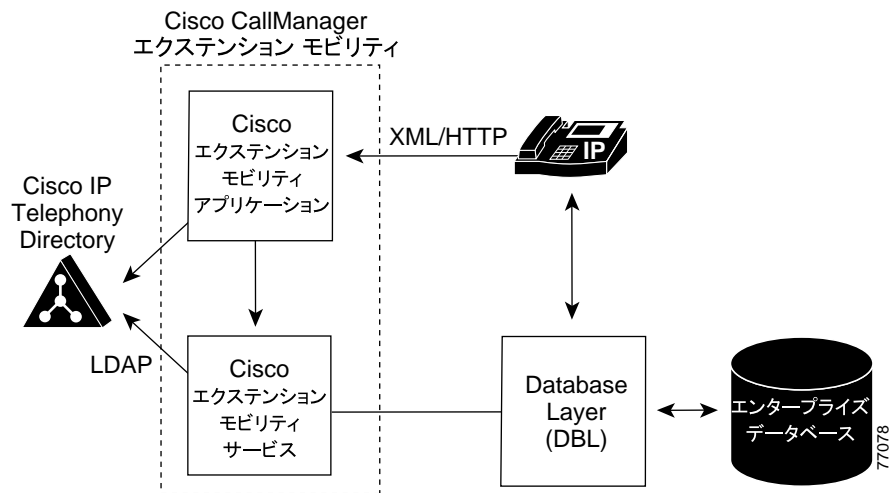 Cisco CallManager
エクステンション モビリティ
Cisco
エクステンション
モビリティ
アプリケーション
XML/HTTP
IP
Cisco IP
Telephony
Directory
LDAP
Cisco
エクステンション
モビリティ
サービス
Database
Layer
(DBL)
エンタープライズ
データベース
77078